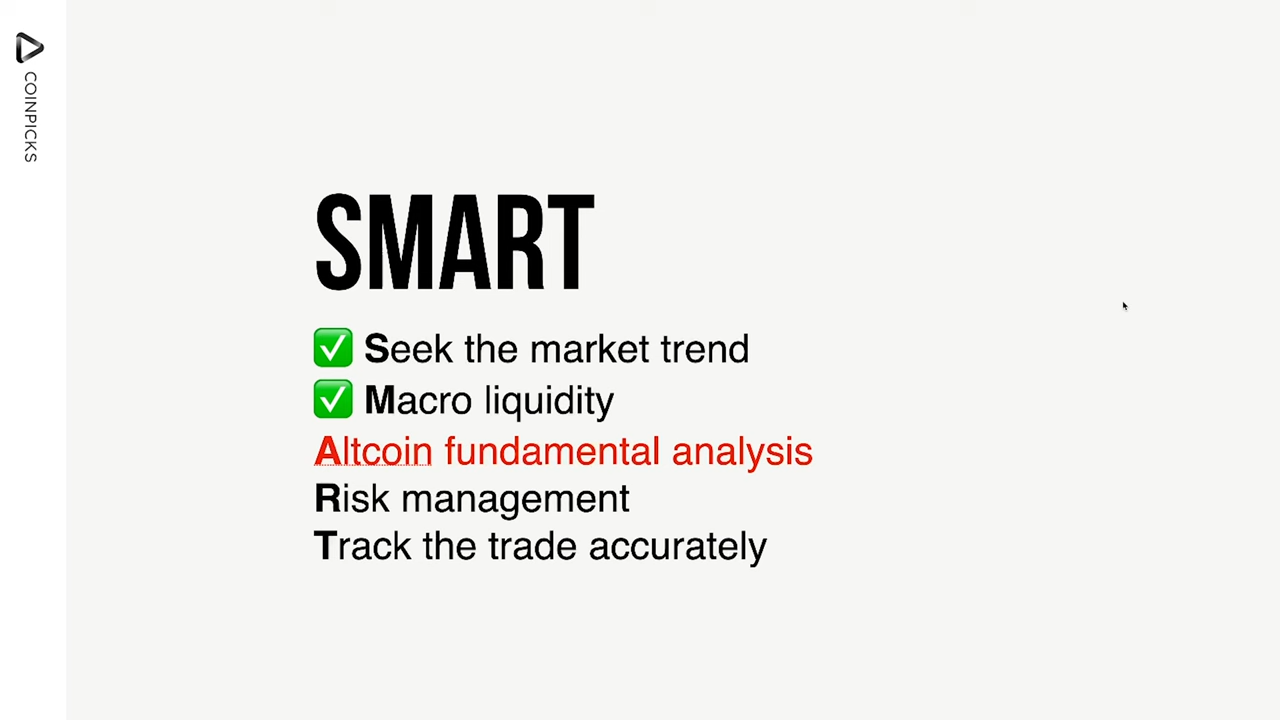 COINPICKS
SMART
✅ Seek the market trend
✅ Macro liquidity
Altcoin fundamental analysis
Risk management
Track the trade accurately